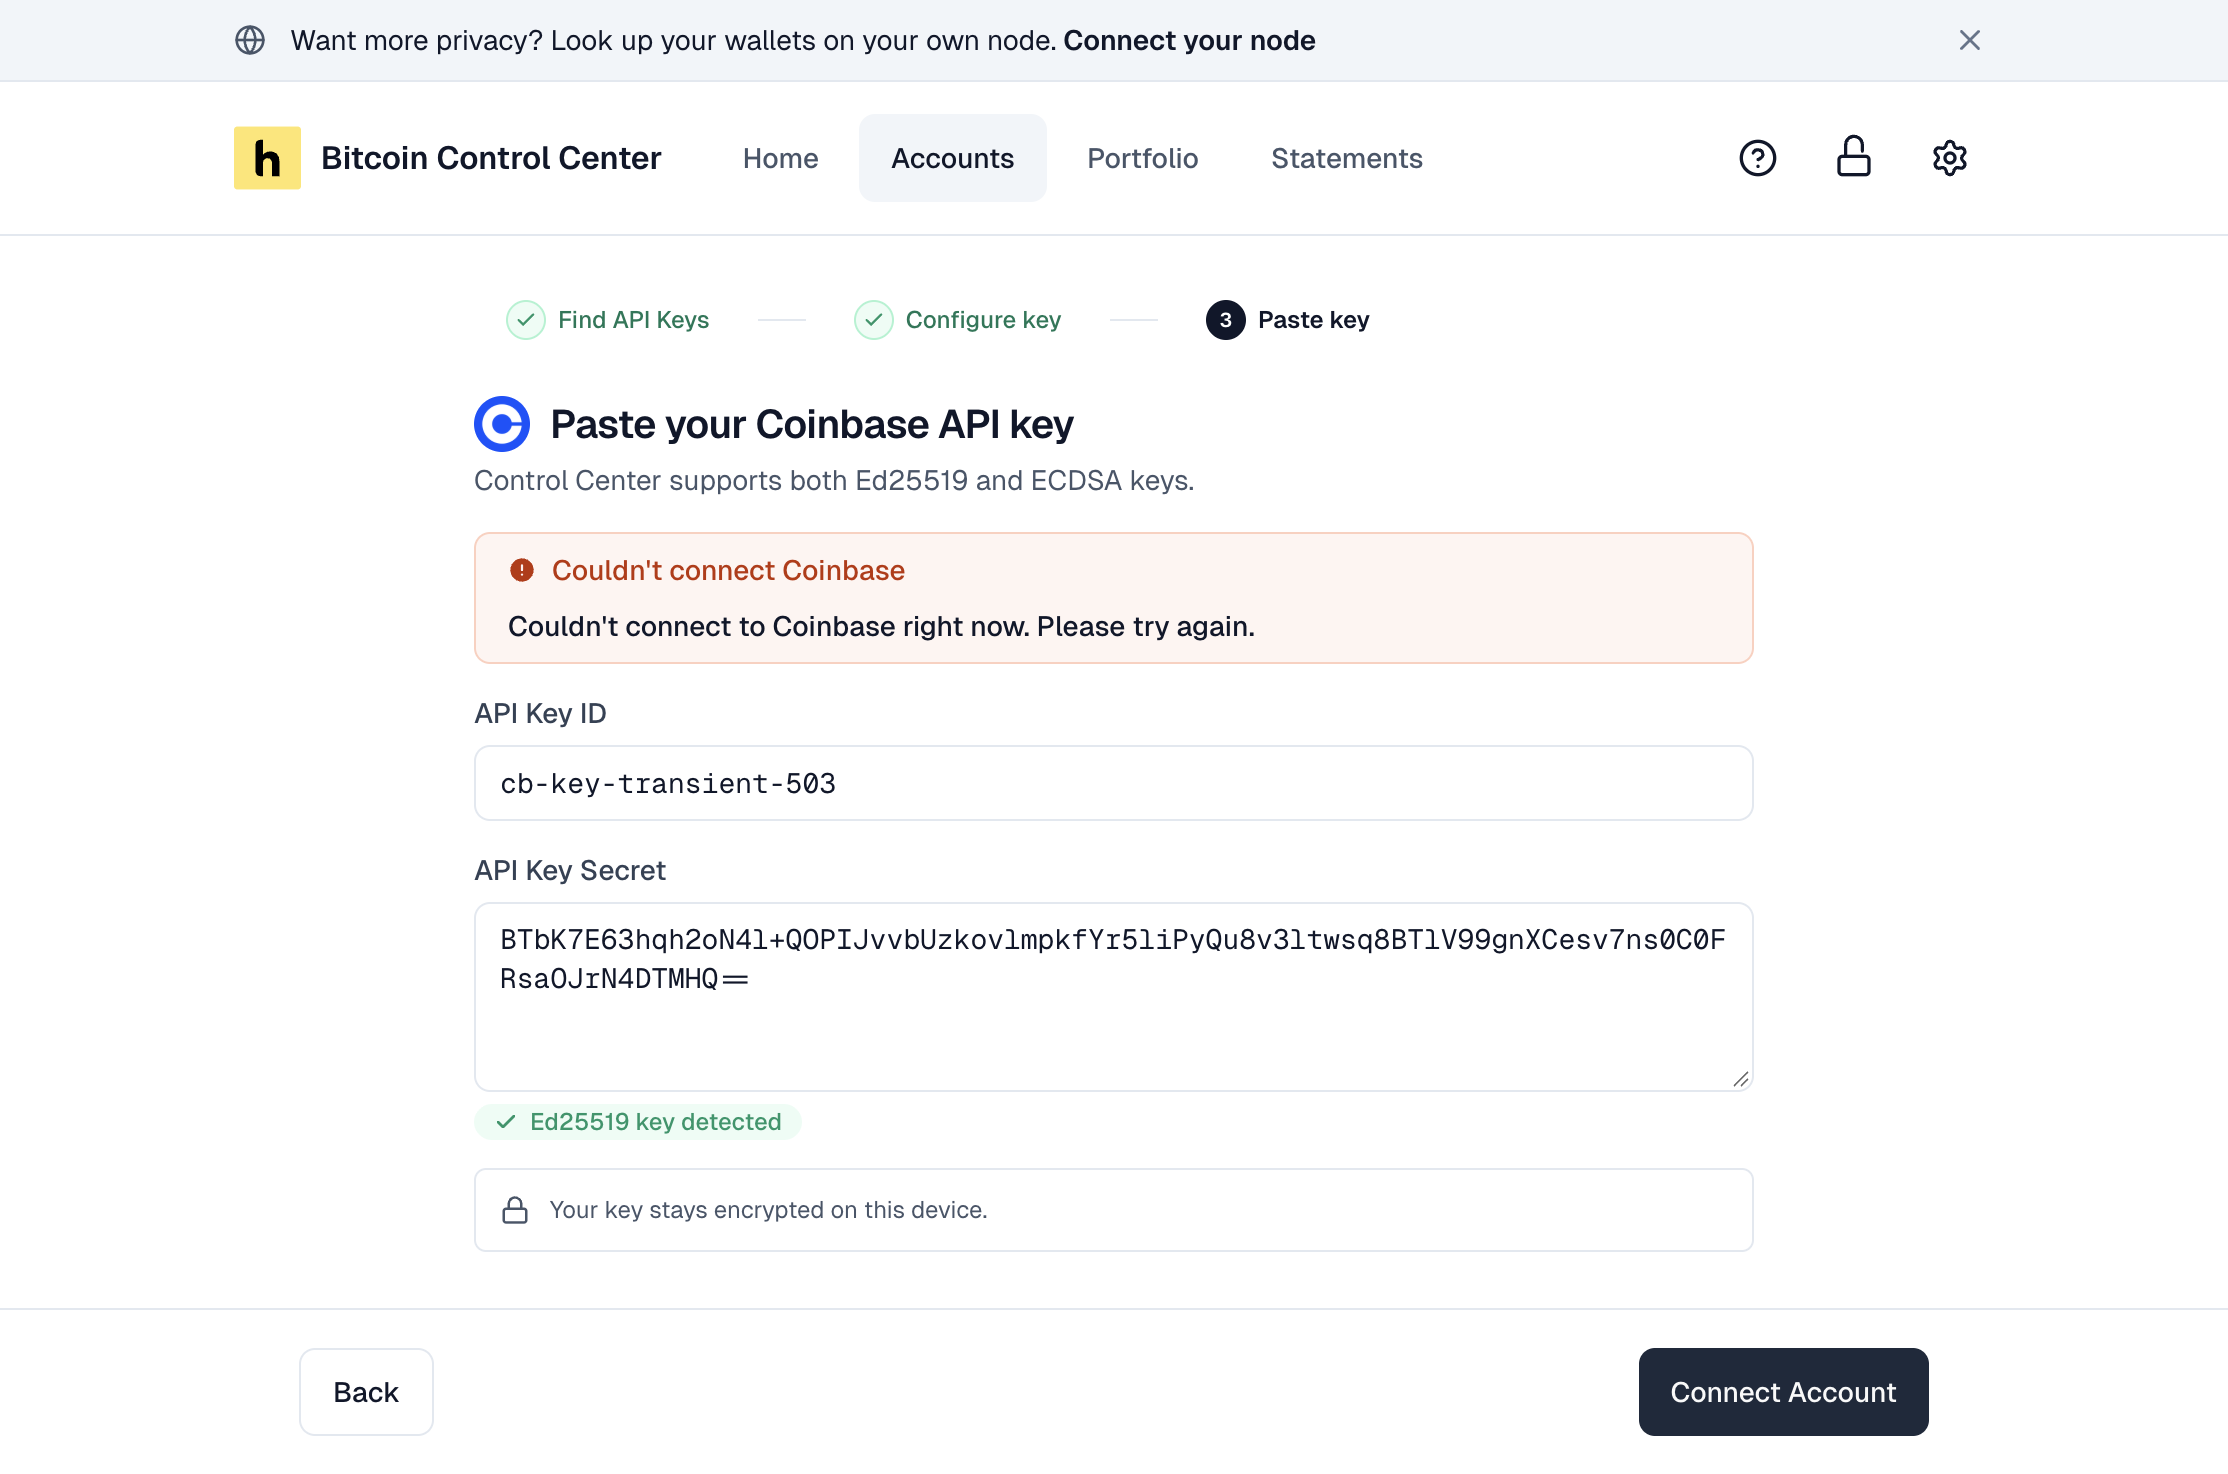 Want more privacy? Look up your wallets on your own node. Connect your node
h Bitcoin Control Center Home Accounts Portfolio Statements
Find API Keys Configure key 3 Paste key
Paste your Coinbase API key
Control Center supports both Ed25519 and ECDSA keys.
Couldn't connect Coinbase
Couldn't connect to Coinbase right now. Please try again.
API Key ID
cb-key-transient-503
API Key Secret
BTbK7E63hqh2oN4l+QOPIJvvbUzkovlmpkfYr5liPyQu8v3ltwsq8BTlV99gnXCesv7ns0C0F
RsaOJrN4DTMHQ==
Ed25519 key detected
Your key stays encrypted on this device.
Back Connect Account